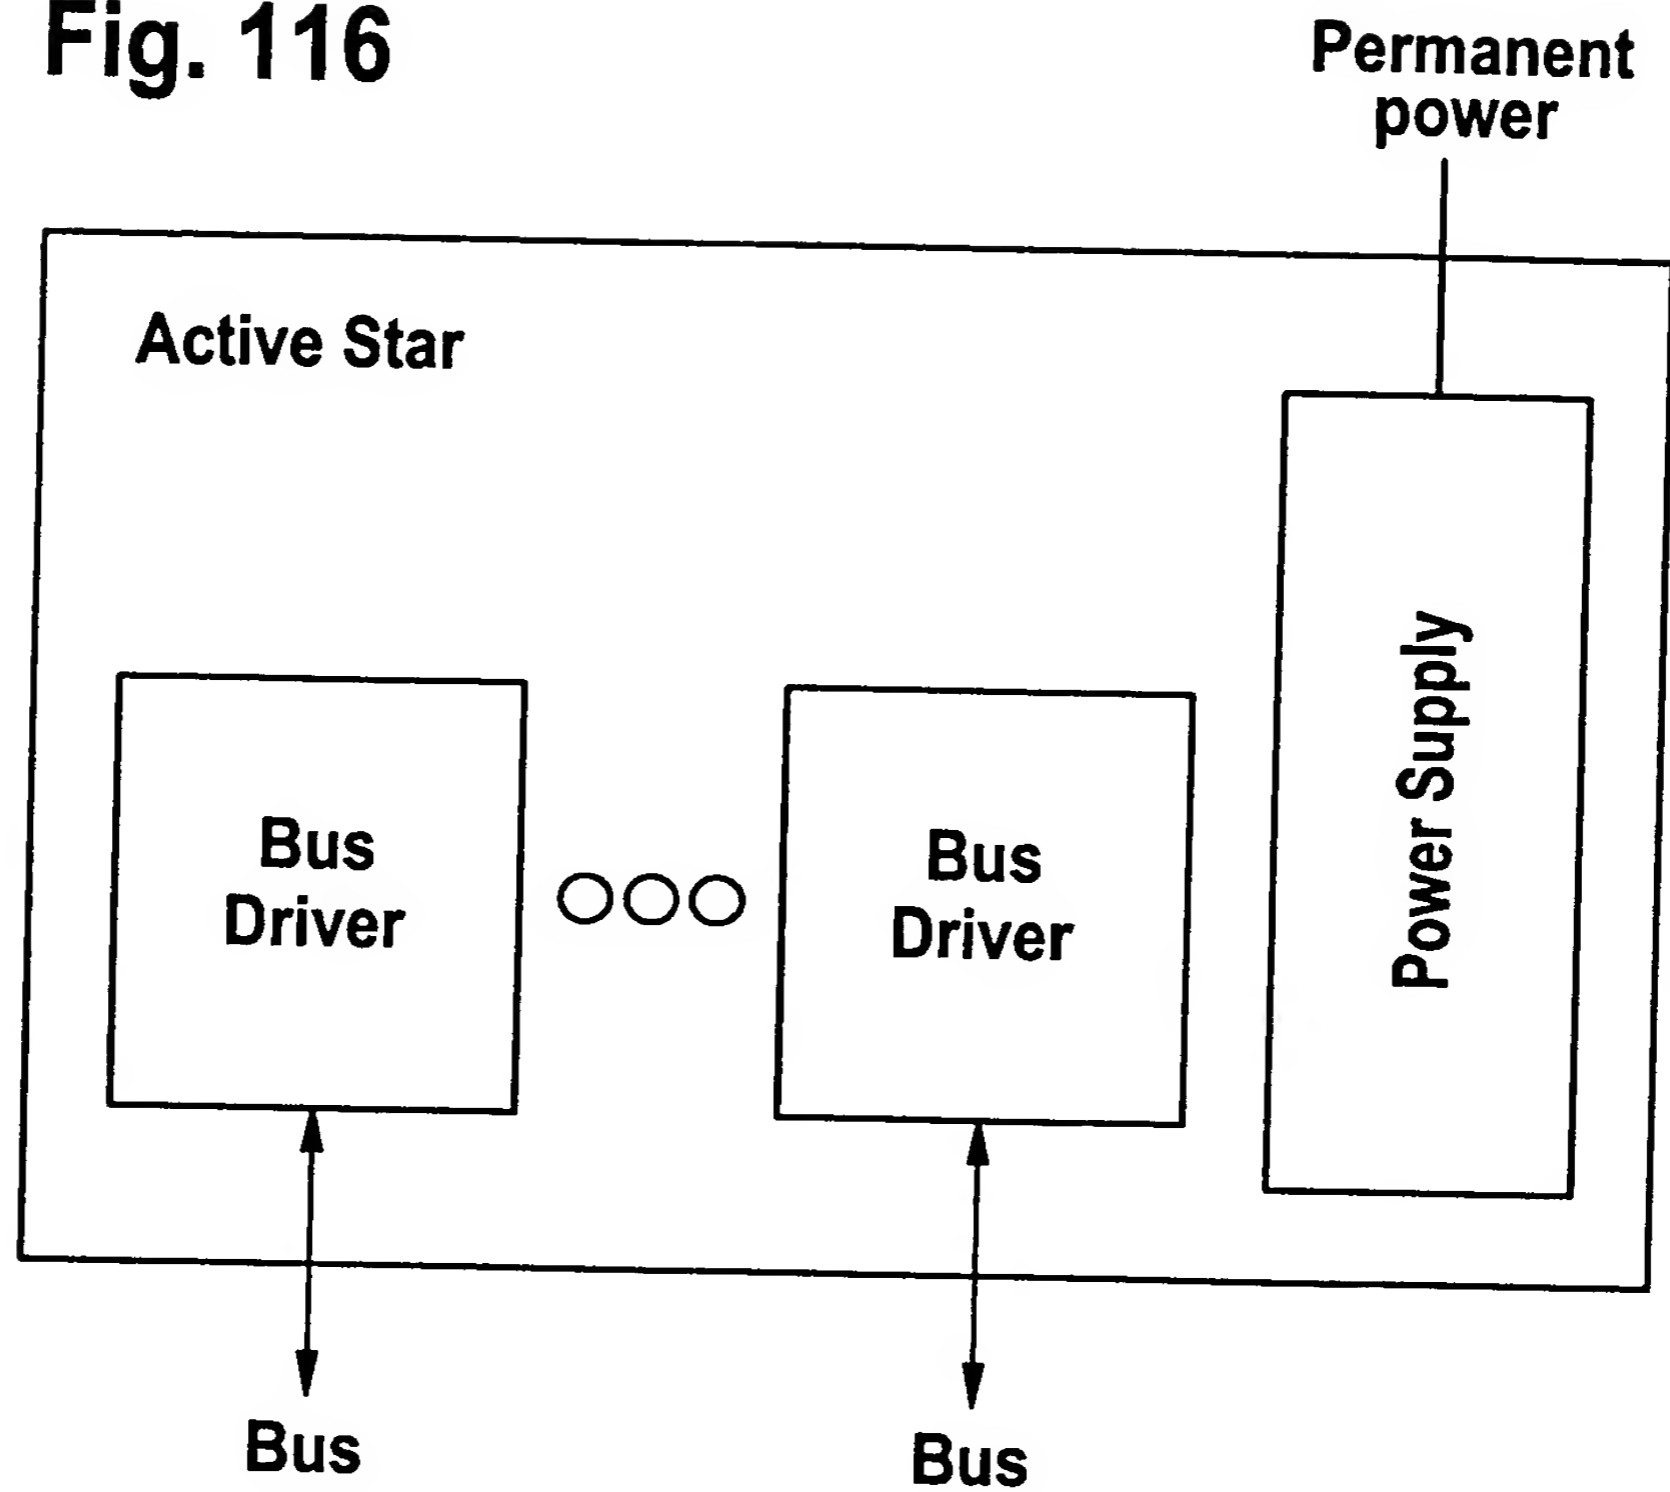 Fig. 116
Permanent
power
Active Star
Bus
Driver
Bus
Driver
Power Supply
Bus
Bus